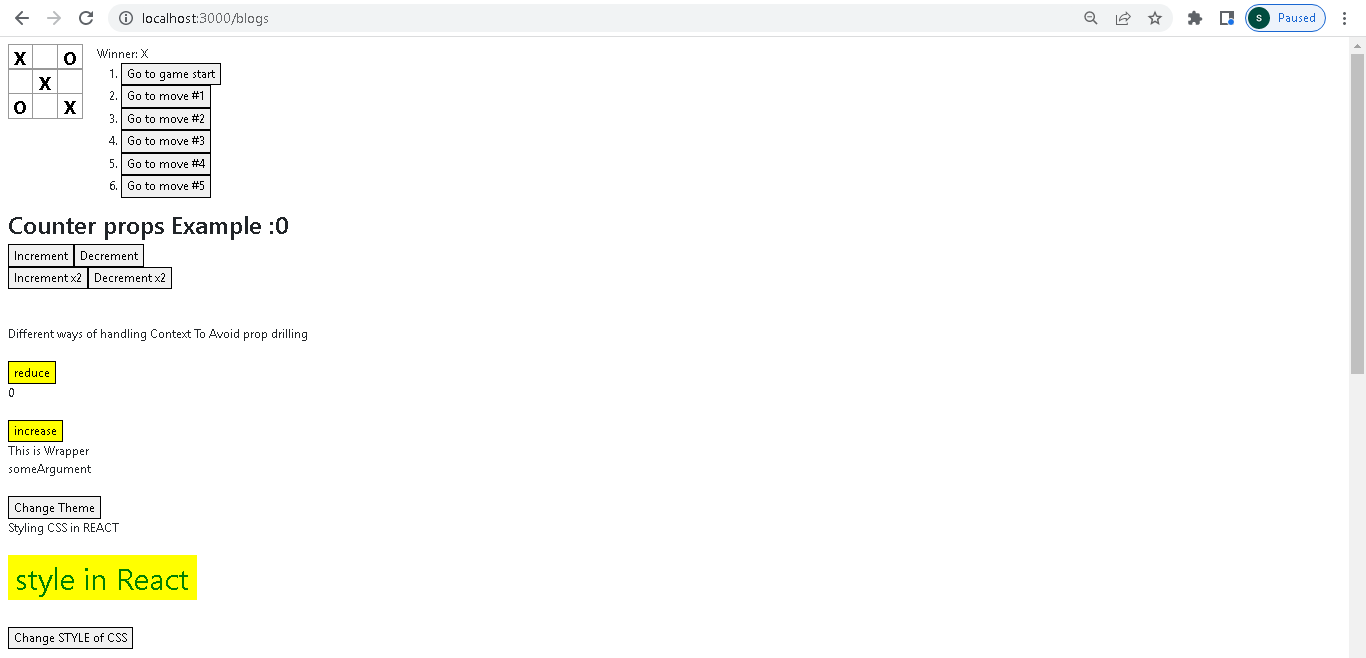 localhost:3000/blogs
S Paused
X O
X
O X
Winner: X
1. Go to game start
2. Go to move #1
3. Go to move #2
4. Go to move #3
5. Go to move #4
6. Go to move #5
Counter props Example :0
Increment Decrement
Increment x2 Decrement x2
Different ways of handling Context To Avoid prop drilling
reduce
0
increase
This is Wrapper
someArgument
Change Theme
Styling CSS in REACT
style in React
Change STYLE of CSS